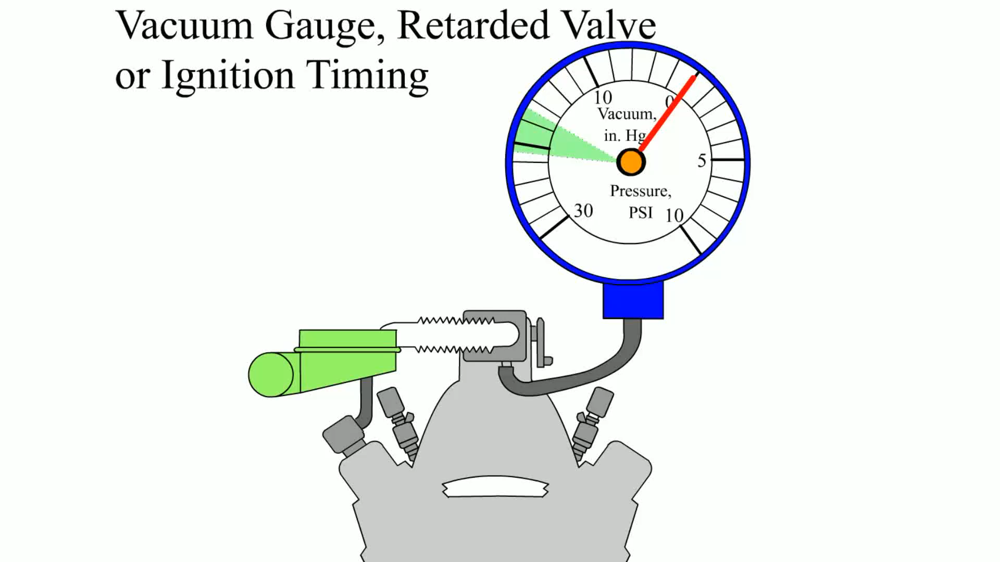 Vacuum Gauge, Retarded Valve
or Ignition Timing
10
0
Vacuum,
in. Hg
5
Pressure,
30
PSI
10